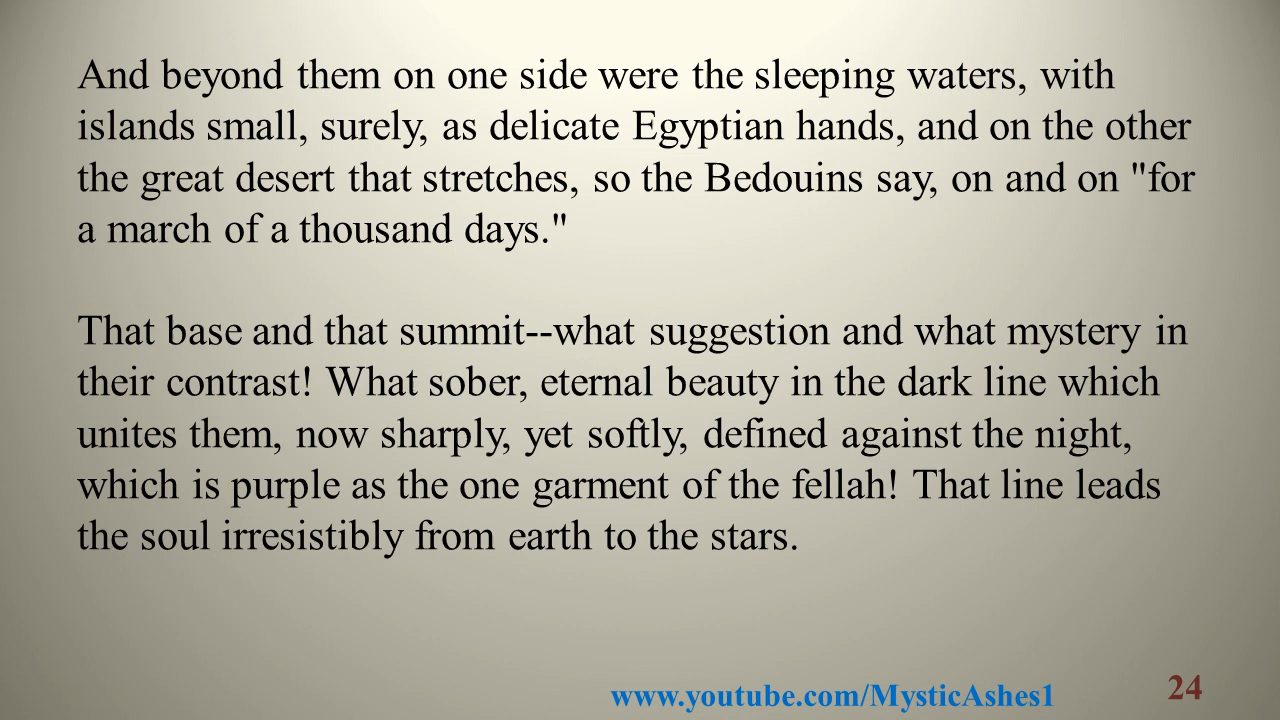 And beyond them on one side were the sleeping waters, with
islands small, surely, as delicate Egyptian hands, and on the other
the great desert that stretches, so the Bedouins say, on and on "for
a march of a thousand days."
That base and that summit--what suggestion and what mystery in
their contrast! What sober, eternal beauty in the dark line which
unites them, now sharply, yet softly, defined against the night,
which is purple as the one garment of the fellah! That line leads
the soul irresistibly from earth to the stars.
www.youtube.com/MysticAshes1
24